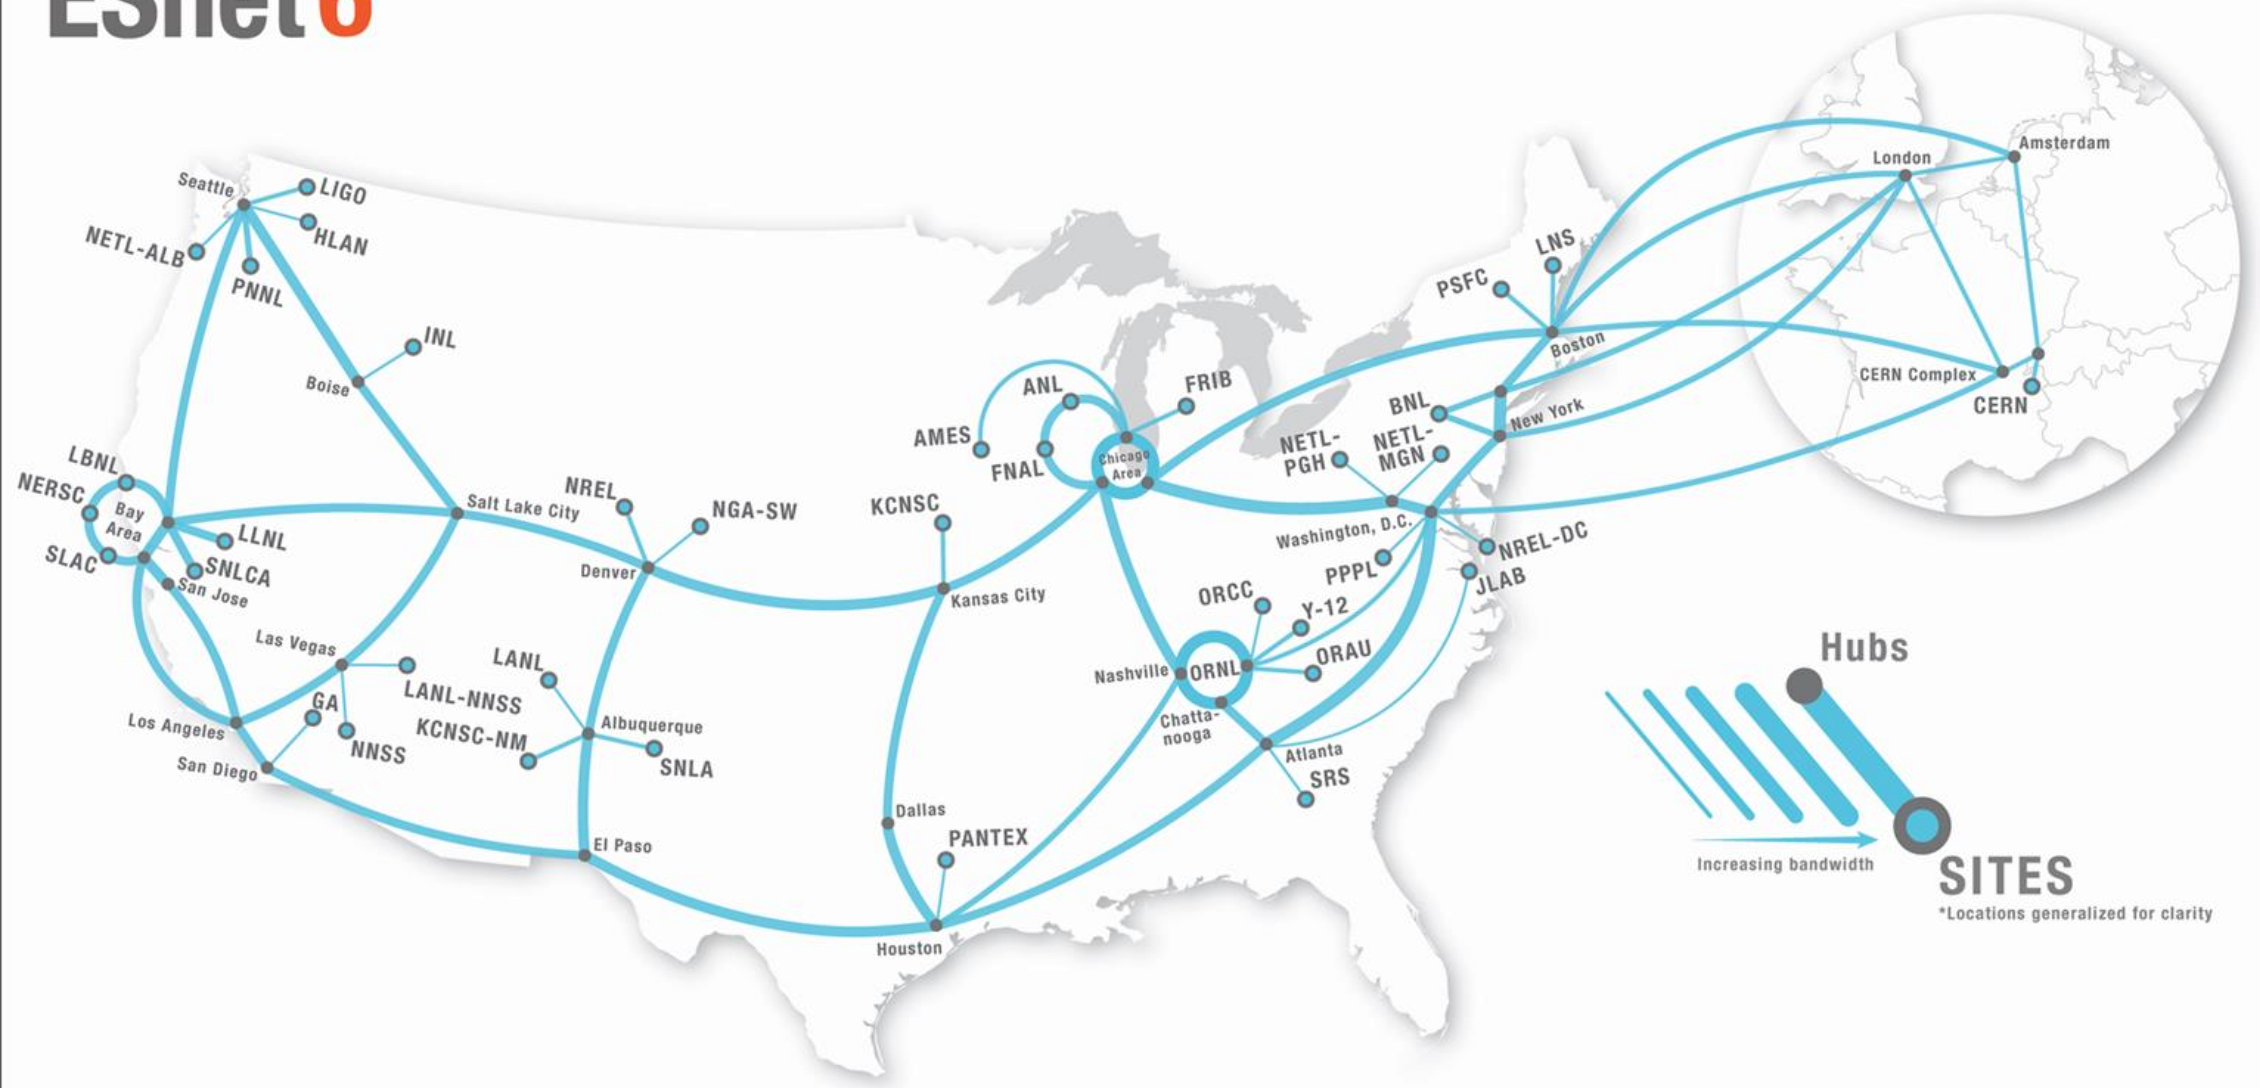 ESnet6
Seattle
LIGO
HLAN
NETL-ALB
PNNL
INL
Boise
LBNL
NERSC
Bay
Area
SLAC
LLNL
SNLCA
San Jose
Salt Lake City
NREL
NGA-SW
Denver
KCNSC
Kansas City
Las Vegas
LANL-NNSS
GA
NNSS
Los Angeles
San Diego
LANL
KCNSC-NM
Albuquerque
SNLA
El Paso
Dallas
PANTEX
Houston
ANL
AMES
FNAL
Chicago
Area
FRIB
Nashville
ORNL
Chatta-
nooga
ORCC
Y-12
ORAU
Atlanta
SRS
NETL-
PGH
NETL-
MGN
Washington, D.C.
PPPL
NREL-DC
JLAB
BNL
New York
PSFC
LNS
Boston
London
Amsterdam
CERN Complex
CERN
Hubs
Increasing bandwidth
SITES
*Locations generalized for clarity